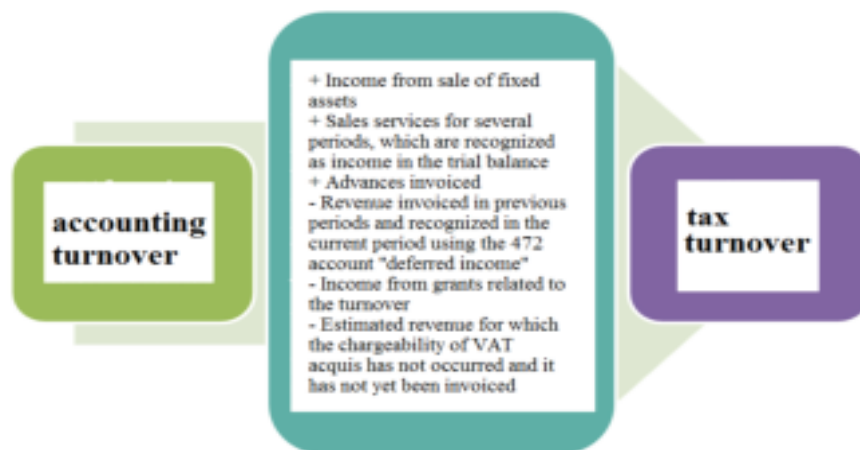 accounting
turnover
+ Income from sale of fixed
assets
+ Sales services for several
periods, which are recognized
as income in the trial balance
+ Advances invoiced
- Revenue invoiced in previous
periods and recognized in the
current period using the 472
account "deferred income"
- Income from grants related to
the turnover
- Estimated revenue for which
the chargeability of VAT
acquis has not occurred and it
has not yet been invoiced
tax
turnover